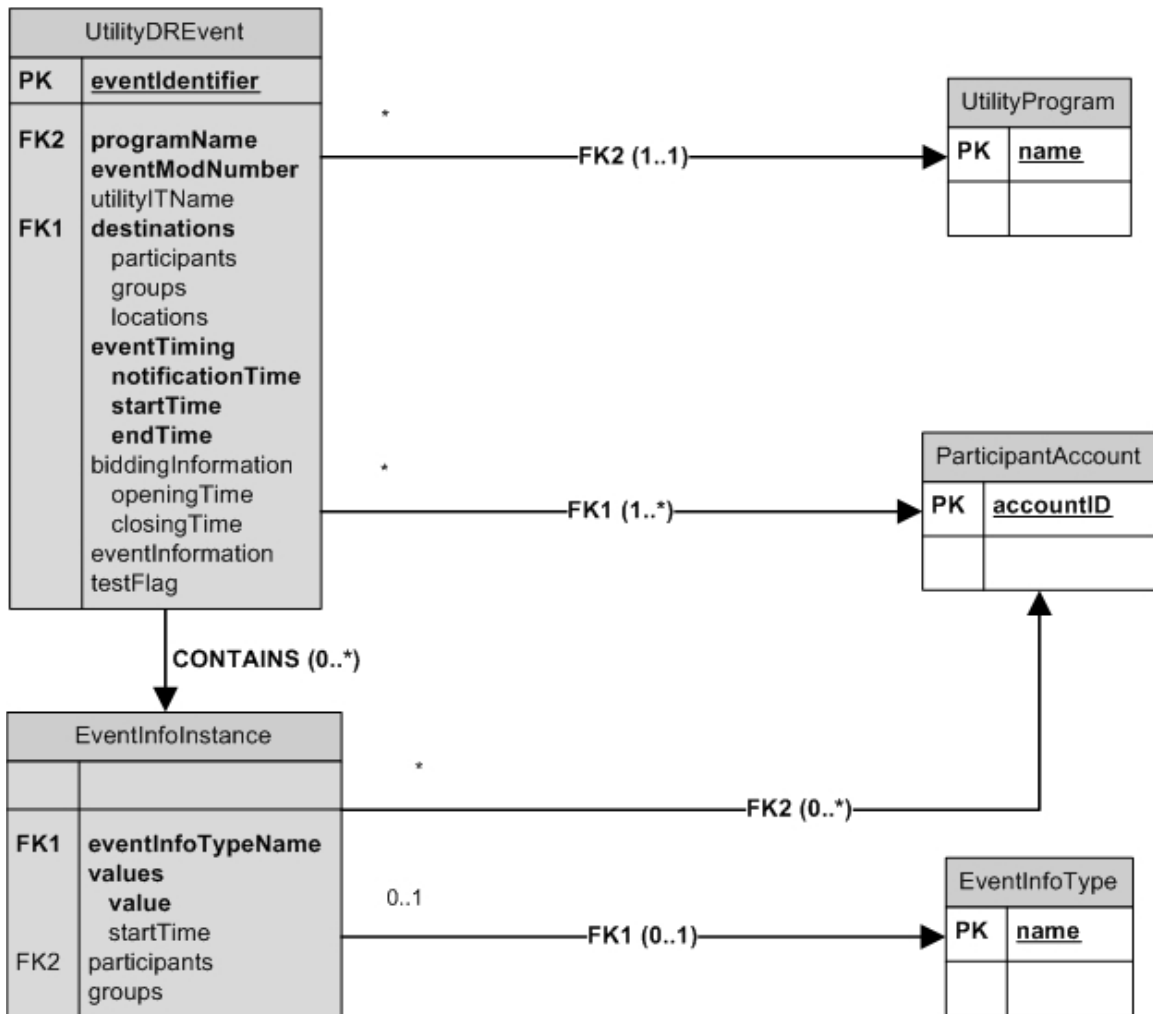 UtilityDREvent
PK eventIdentifier
FK2 programName
eventModNumber
utilityITName
FK1 destinations
participants
groups
locations
eventTiming
notificationTime
startTime
endTime
biddingInformation
openingTime
closingTime
eventInformation
testFlag
*
FK2 (1..1)
UtilityProgram
PK name
*
FK1 (1..*)
ParticipantAccount
PK accountID
CONTAINS (0..*)
EventInfoInstance
FK1 eventInfoTypeName
values
value
startTime
FK2 participants
groups
*
FK2 (0..*)
0..1
FK1 (0..1)
EventInfoType
PK name